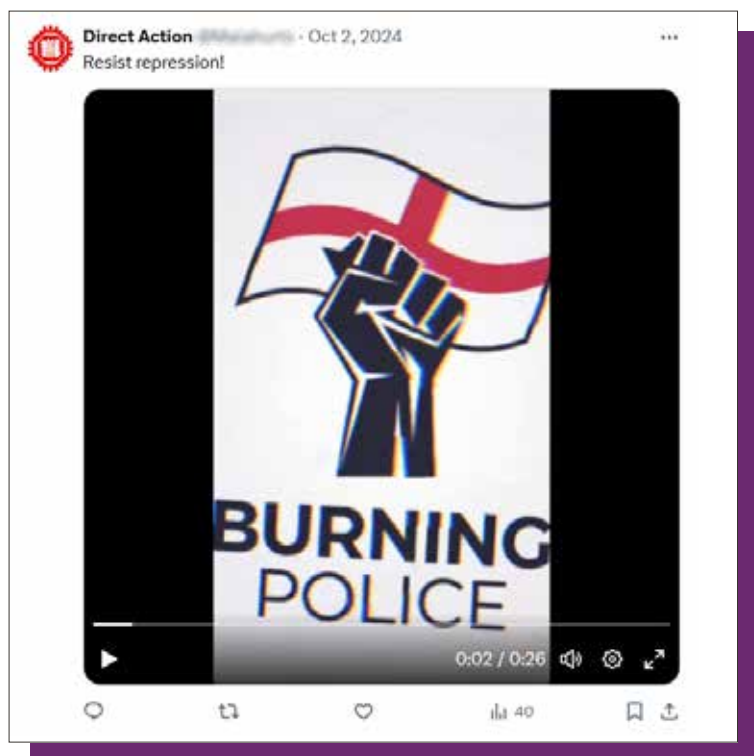 Direct Action · Oct 2, 2024
Resist repression!
BURNING
POLICE
0:02 / 0:26
40